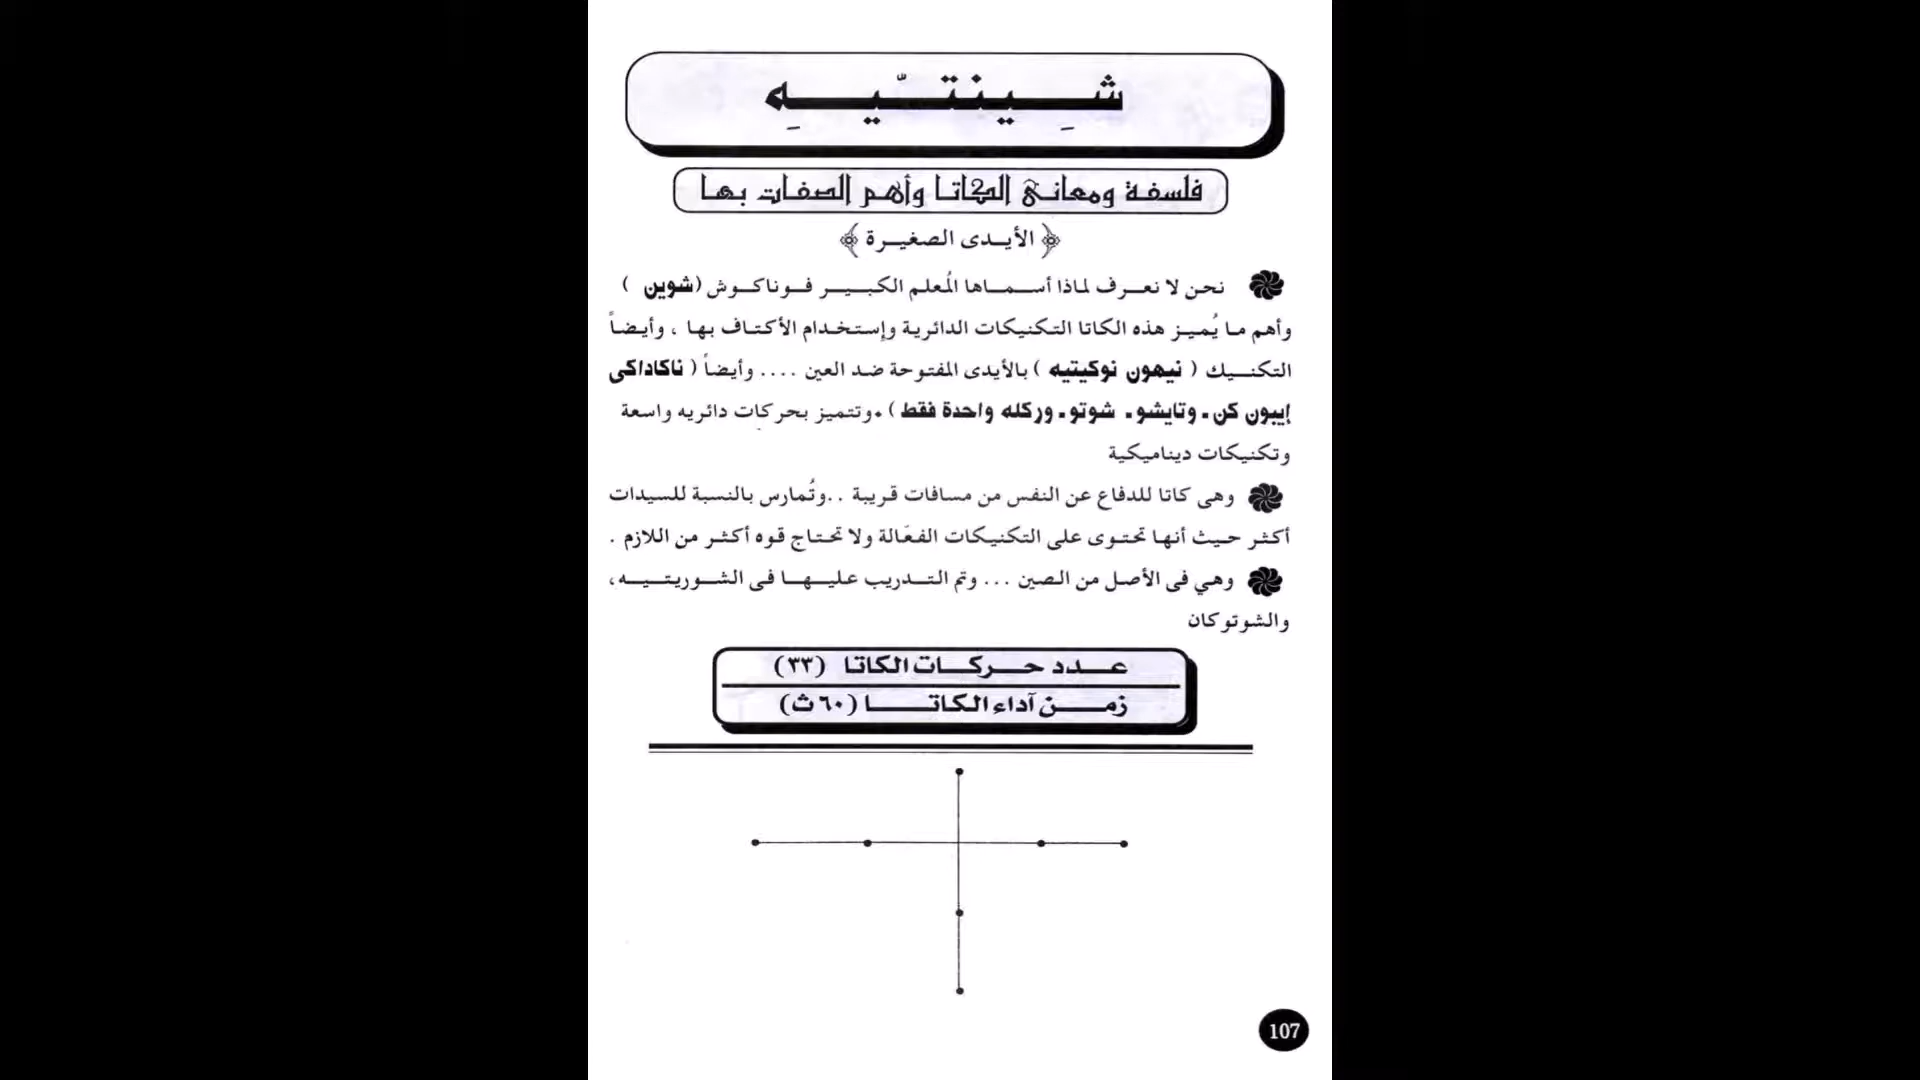 شِـينتـّيـهِ
فلسفة ومعانى الكاتا وأهم الصفات بها
﴿ الأيدى الصغيرة ﴾
نحن لا نعرف لماذا أسماها المُعلم الكبير فوناكوش (شوين )
وأهم ما يُميز هذه الكاتا التكنيكات الدائرية وإستخدام الأكتاف بها ، وأيضاً
التكنيك ( نيهون نوكيتيه ) بالأيدى المفتوحة ضد العين .... وأيضاً ( ناكاداكى
إيبون كن . وتايشو . شوتو . وركله واحدة فقط ) .وتتميز بحركات دائريه واسعة
وتكنيكات ديناميكية
وهى كاتا للدفاع عن النفس من مسافات قريبة ..وتُمارس بالنسبة للسيدات
أكثر حيث أنها تحتوى على التكنيكات الفعَالة ولا تحتاج قوه أكثر من اللازم .
وهي فى الأصل من الصين ... وتم التدريب عليها فى الشوريتيه ،
والشوتوكان
عدد حركات الكاتا (٣٣)
زمن آداء الكاتا (٦٠ ث)
107